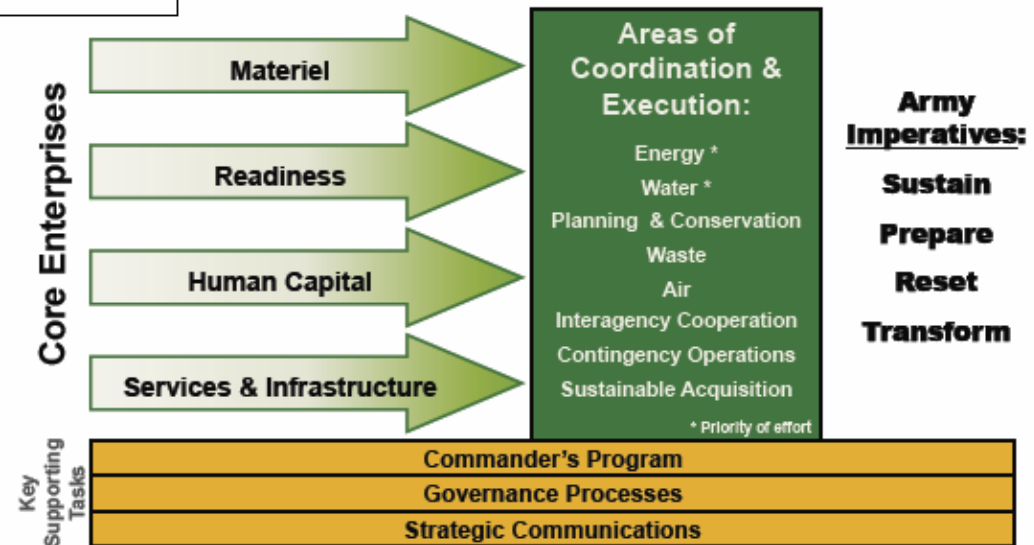 Core Enterprises
Materiel
Readiness
Human Capital
Services & Infrastructure
Areas of
Coordination &
Execution:
Energy *
Water *
Planning & Conservation
Waste
Air
Interagency Cooperation
Contingency Operations
Sustainable Acquisition
* Priority of effort
Army
Imperatives:
Sustain
Prepare
Reset
Transform
Key
Supporting
Tasks
Commander's Program
Governance Processes
Strategic Communications